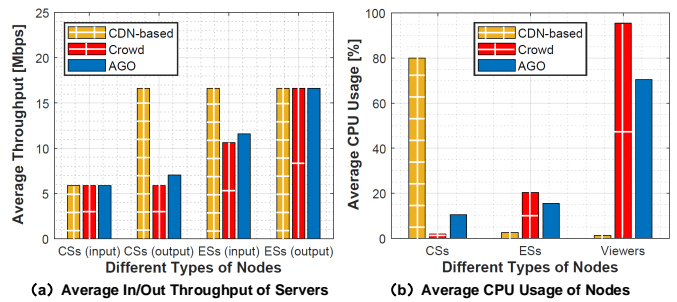 25
20
15
10
5
0
Average Throughput [Mbps]
CDN-based
Crowd
AGO
CSs (input) CSs (output) ESs (input) ESs (output)
Different Types of Nodes
(a) Average In/Out Throughput of Servers
100
80
60
40
20
0
Average CPU Usage [%]
CDN-based
Crowd
AGO
CSs ESs Viewers
Different Types of Nodes
(b) Average CPU Usage of Nodes